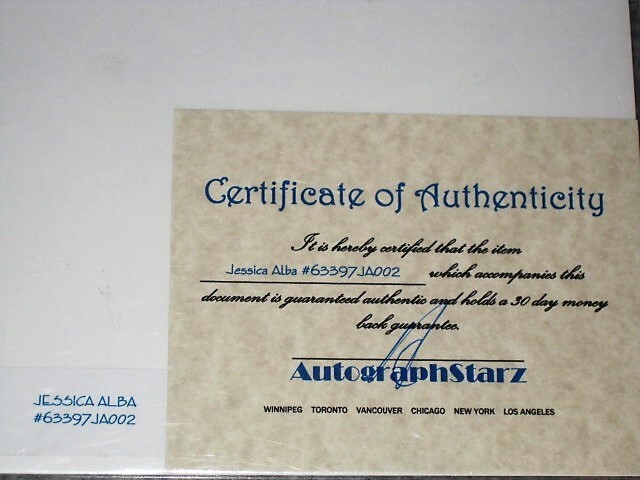 Certificate of Authenticity
It is hereby certified that the item
Jessica Alba #63397JA002 which accompanies this
document is guaranteed authentic and holds a 30 day money
back guarantee.
AutographStarz
WINNIPEG TORONTO VANCOUVER CHICAGO NEW YORK LOS ANGELES
JESSICA ALBA
#63397JA002